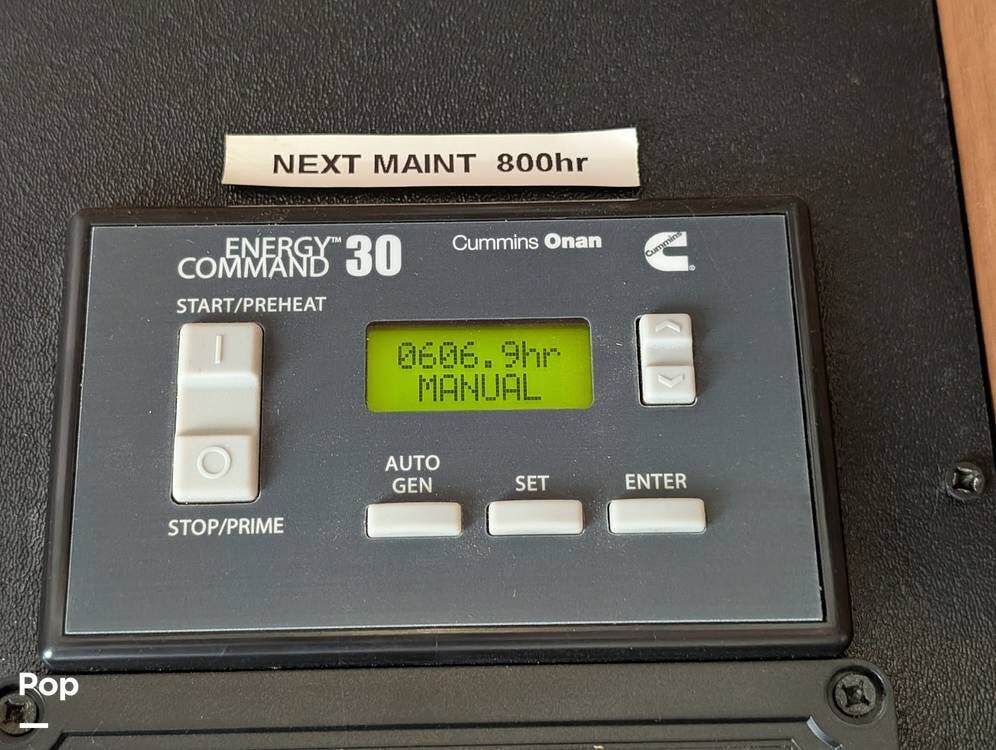 NEXT MAINT 800hr
ENERGY™
COMMAND 30
Cummins Onan
Cummins®
START/PREHEAT
0606.9hr
MANUAL
AUTO
GEN
SET
ENTER
STOP/PRIME
Pop